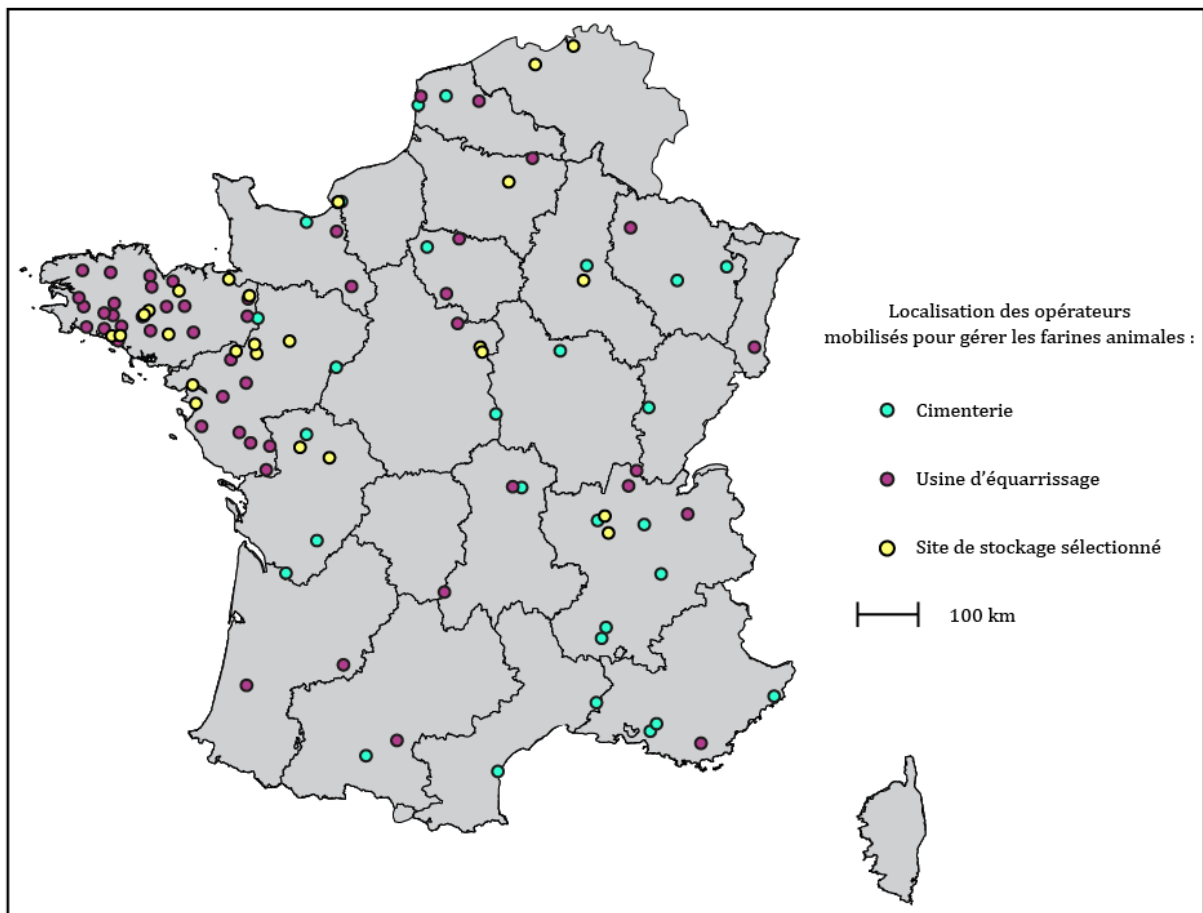 Localisation des opérateurs
mobilisés pour gérer les farines animales :
Cimenterie
Usine d'équarrissage
Site de stockage sélectionné
100 km